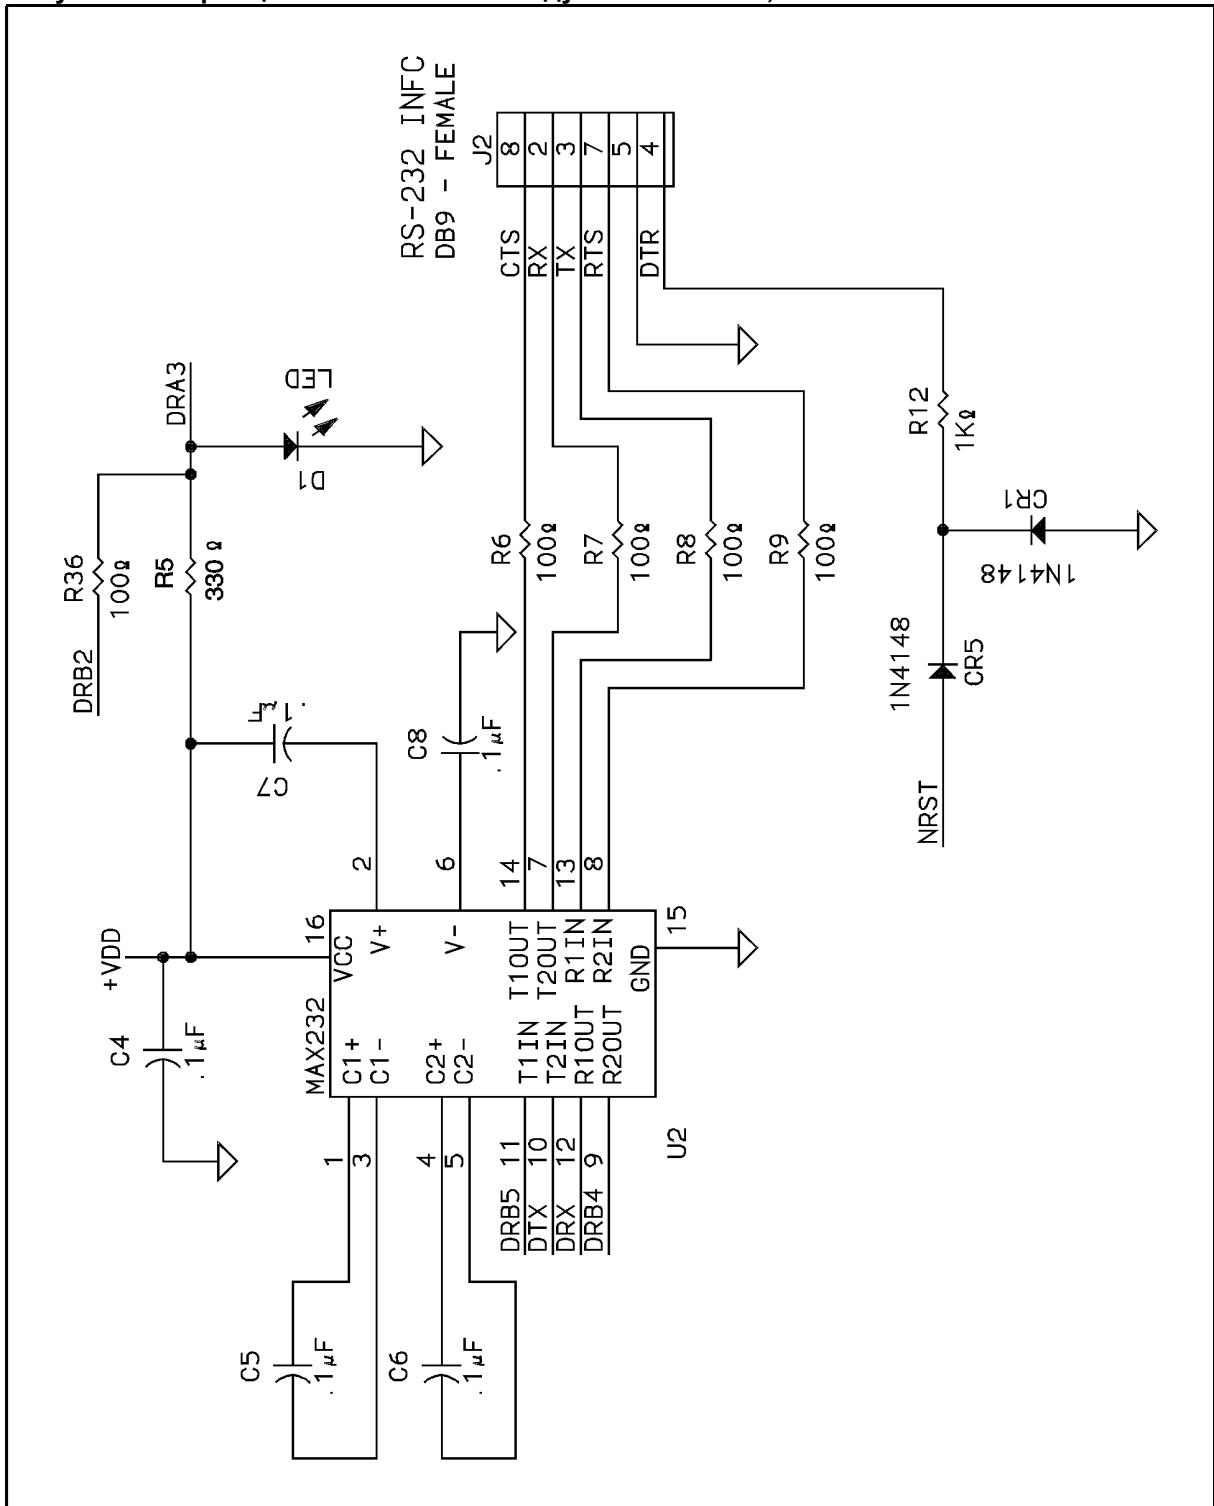 RS-232 INFC
DB9 - FEMALE
J2
8
2
3
7
5
4
CTS
RX
TX
RTS
DTR
DRA3
LED
D1
R36
100Ω
R5
330 Ω
DRB2
R6
100Ω
R7
100Ω
R8
100Ω
R9
100Ω
R12
1KΩ
CR1
1N4148
1N4148
CR5
NRST
C7
.1μF
C8
.1μF
+VDD
C4
.1μF
2
6
14
7
13
8
16
15
VCC
V+
V-
T1OUT
T2OUT
R1IN
R2IN
GND
MAX232
C1+
C1-
C2+
C2-
T1IN
T2IN
R1OUT
R2OUT
U2
1
3
4
5
DRB5 11
DTX 10
DRX 12
DRB4 9
C5
.1μF
C6
.1μF